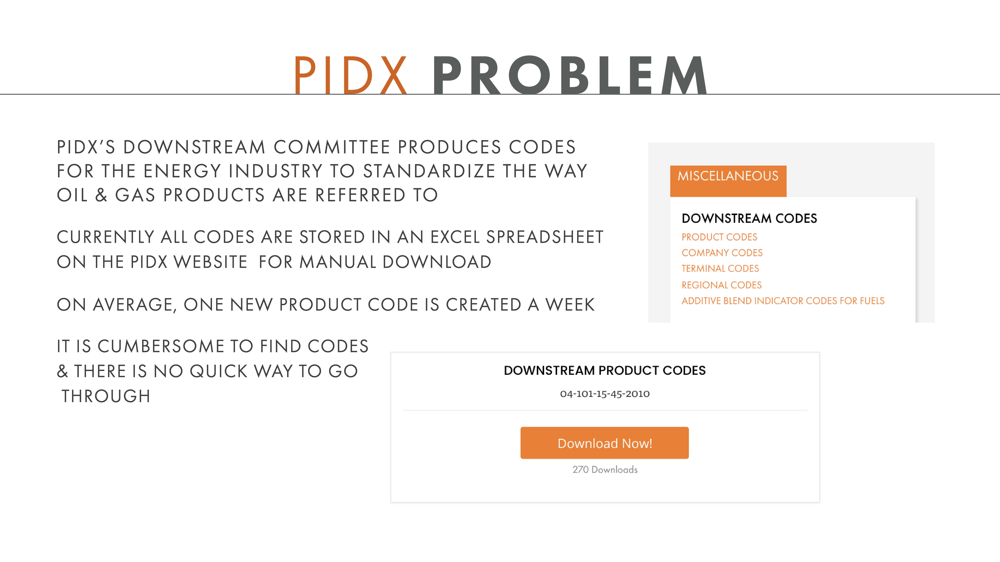 PIDX PROBLEM
PIDX’S DOWNSTREAM COMMITTEE PRODUCES CODES
FOR THE ENERGY INDUSTRY TO STANDARDIZE THE WAY
OIL & GAS PRODUCTS ARE REFERRED TO
CURRENTLY ALL CODES ARE STORED IN AN EXCEL SPREADSHEET
ON THE PIDX WEBSITE FOR MANUAL DOWNLOAD
ON AVERAGE, ONE NEW PRODUCT CODE IS CREATED A WEEK
IT IS CUMBERSOME TO FIND CODES
& THERE IS NO QUICK WAY TO GO
THROUGH
MISCELLANEOUS
DOWNSTREAM CODES
PRODUCT CODES
COMPANY CODES
TERMINAL CODES
REGIONAL CODES
ADDITIVE BLEND INDICATOR CODES FOR FUELS
DOWNSTREAM PRODUCT CODES
04-101-15-45-2010
Download Now!
270 Downloads